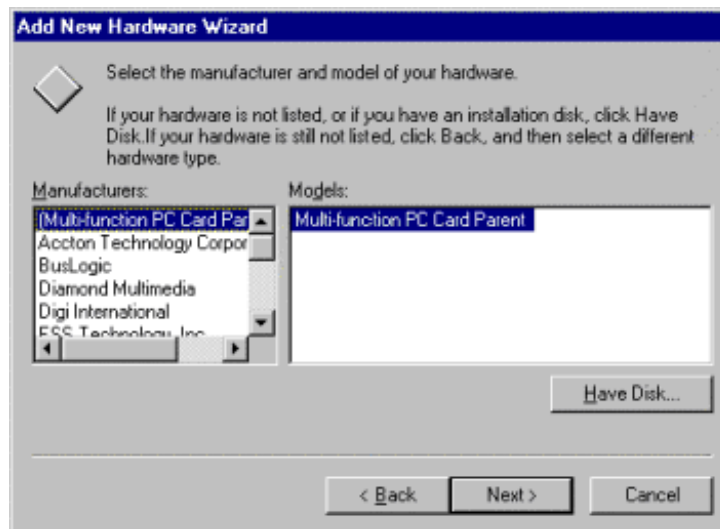 Add New Hardware Wizard
Select the manufacturer and model of your hardware.
If your hardware is not listed, or if you have an installation disk, click Have
Disk.If your hardware is still not listed, click Back, and then select a different
hardware type.
Manufacturers:
(Multi-function PC Card Par
Accton Technology Corpor
BusLogic
Diamond Multimedia
Digi International
ESS Technology, Inc.
Models:
Multi-function PC Card Parent
Have Disk...
< Back
Next >
Cancel